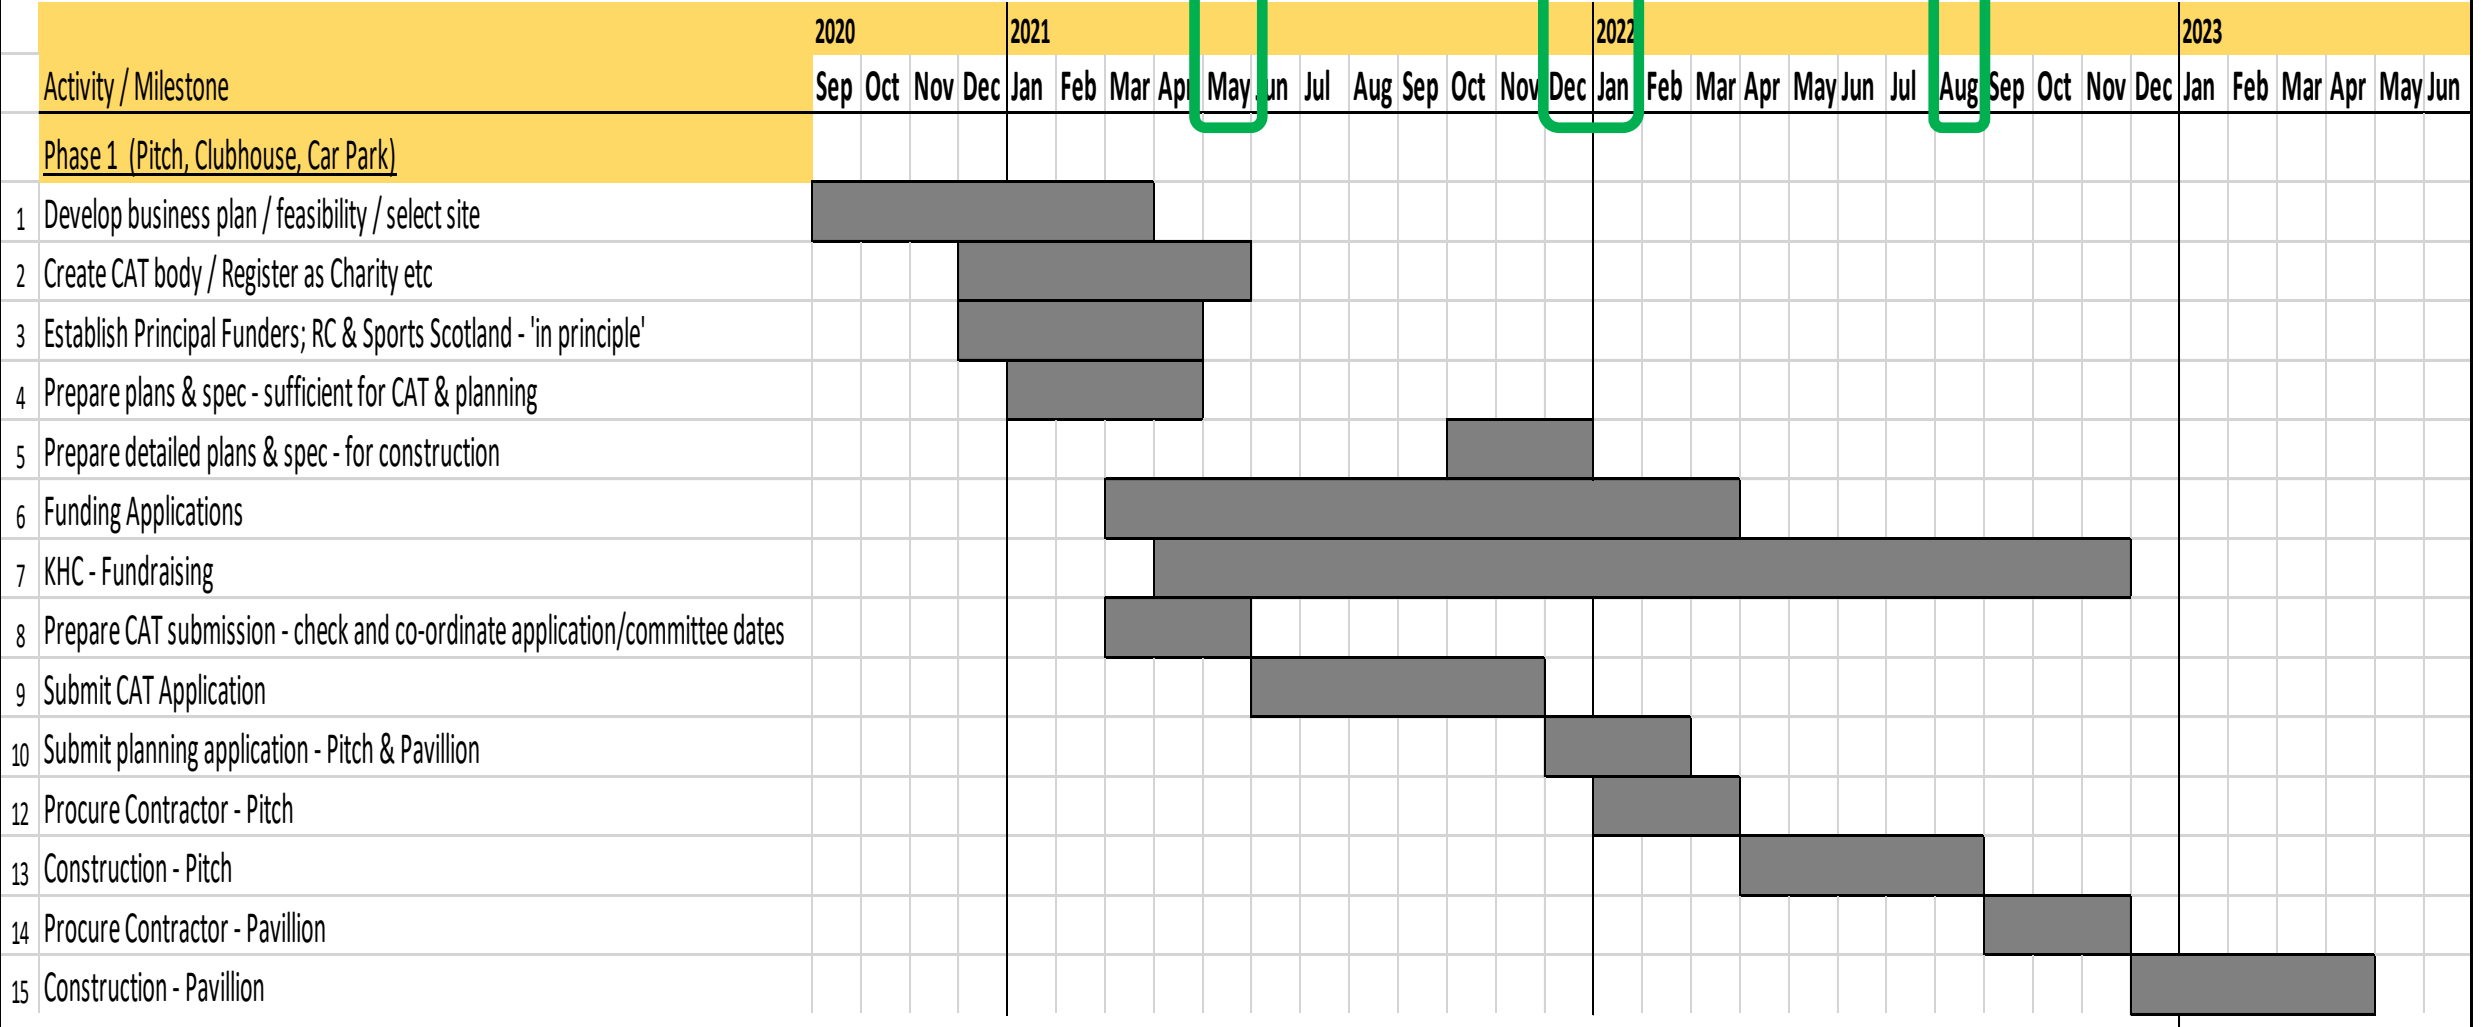 2020 2021 2022 2023
Activity / Milestone Sep Oct Nov Dec Jan Feb Mar Apr May Jun Jul Aug Sep Oct Nov Dec Jan Feb Mar Apr May Jun Jul Aug Sep Oct Nov Dec Jan Feb Mar Apr May Jun
Phase 1 (Pitch, Clubhouse, Car Park)
1 Develop business plan / feasibility / select site
2 Create CAT body / Register as Charity etc
3 Establish Principal Funders; RC & Sports Scotland - 'in principle'
4 Prepare plans & spec - sufficient for CAT & planning
5 Prepare detailed plans & spec - for construction
6 Funding Applications
7 KHC - Fundraising
8 Prepare CAT submission - check and co-ordinate application/committee dates
9 Submit CAT Application
10 Submit planning application - Pitch & Pavillion
12 Procure Contractor - Pitch
13 Construction - Pitch
14 Procure Contractor - Pavillion
15 Construction - Pavillion